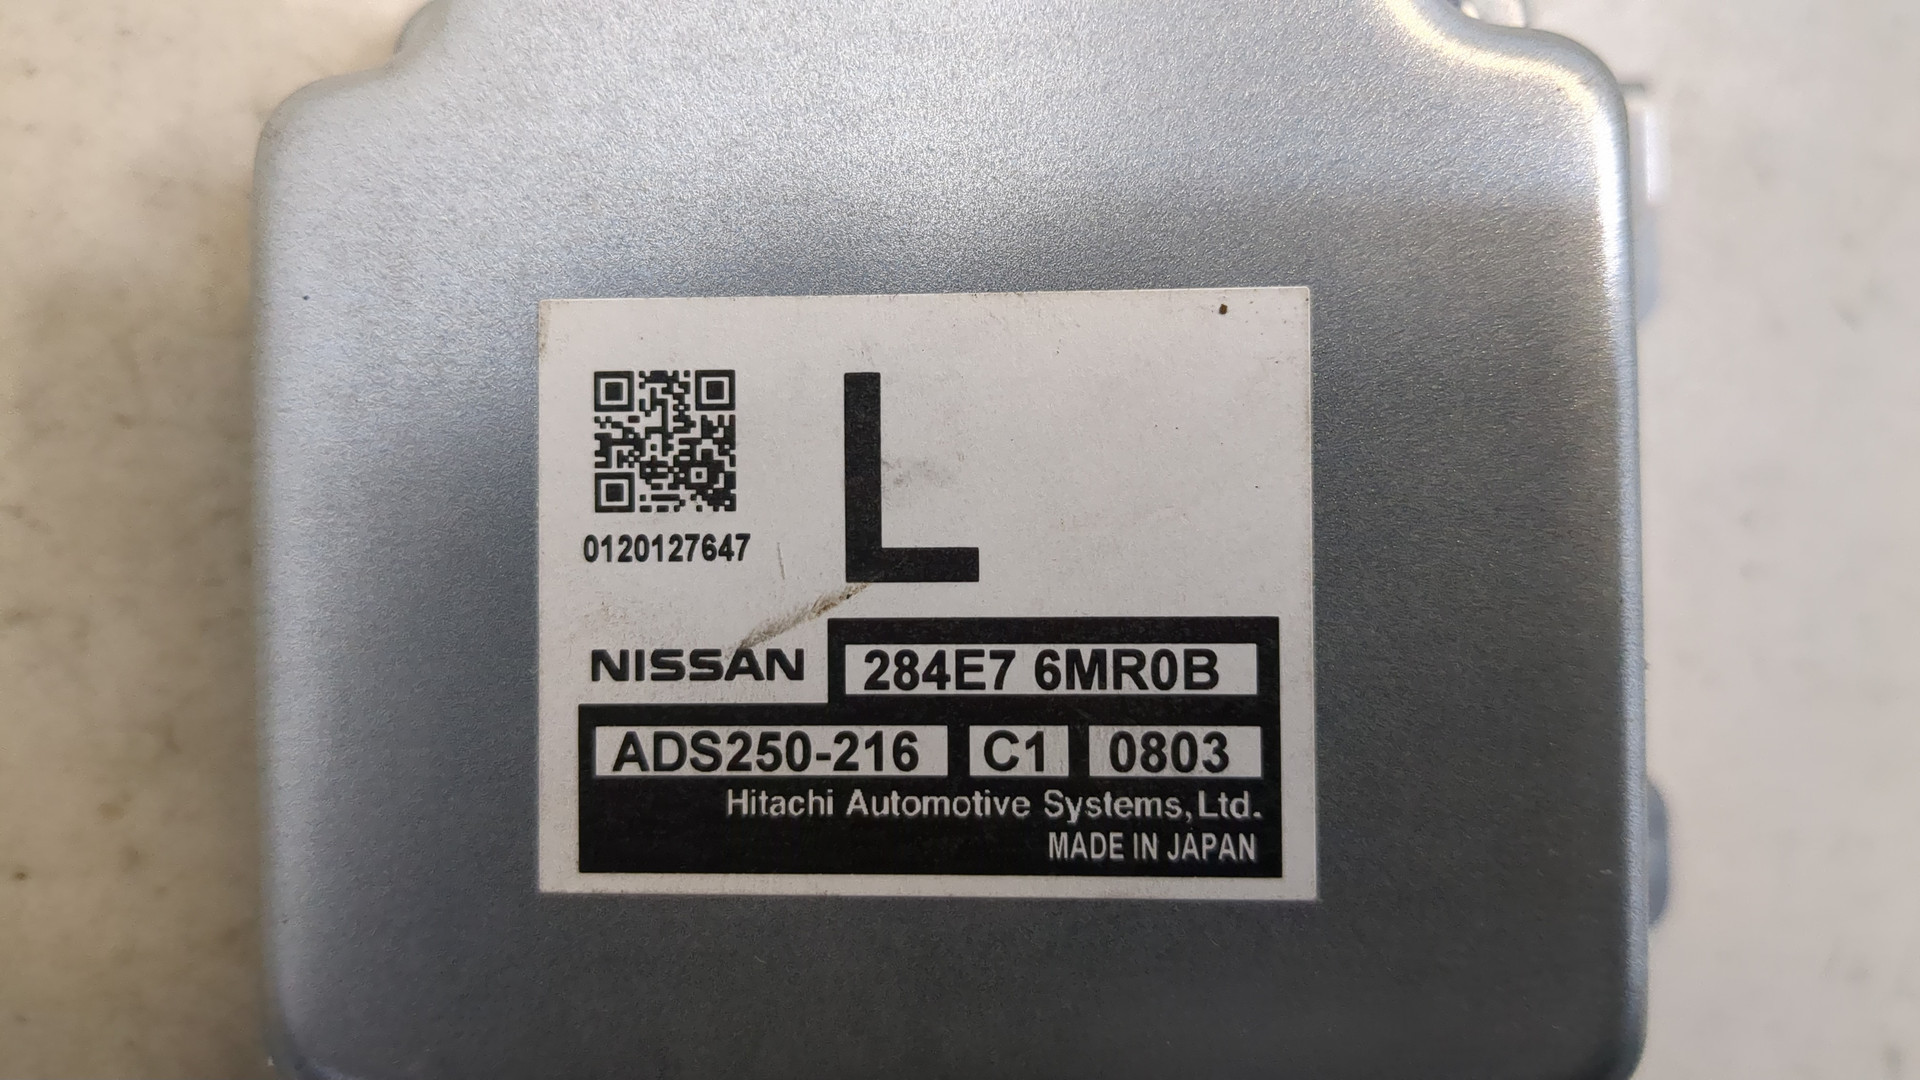 L
0120127647
NISSAN 284E7 6MR0B
ADS250-216 C1 0803
Hitachi Automotive Systems,Ltd.
MADE IN JAPAN